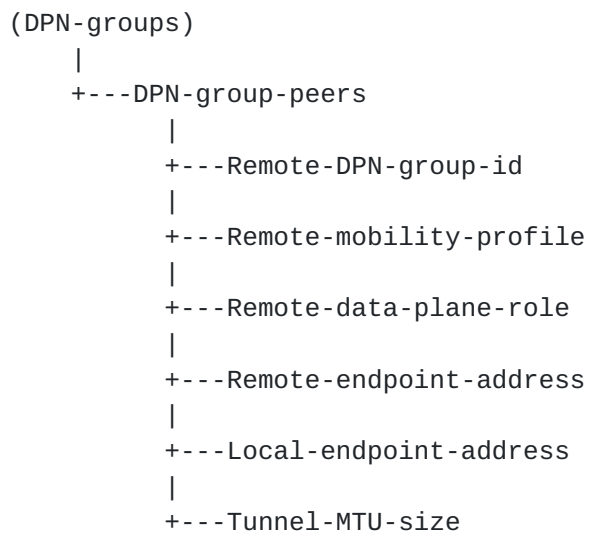 (DPN-groups)
|
+---DPN-group-peers
|
+---Remote-DPN-group-id
|
+---Remote-mobility-profile
|
+---Remote-data-plane-role
|
+---Remote-endpoint-address
|
+---Local-endpoint-address
|
+---Tunnel-MTU-size